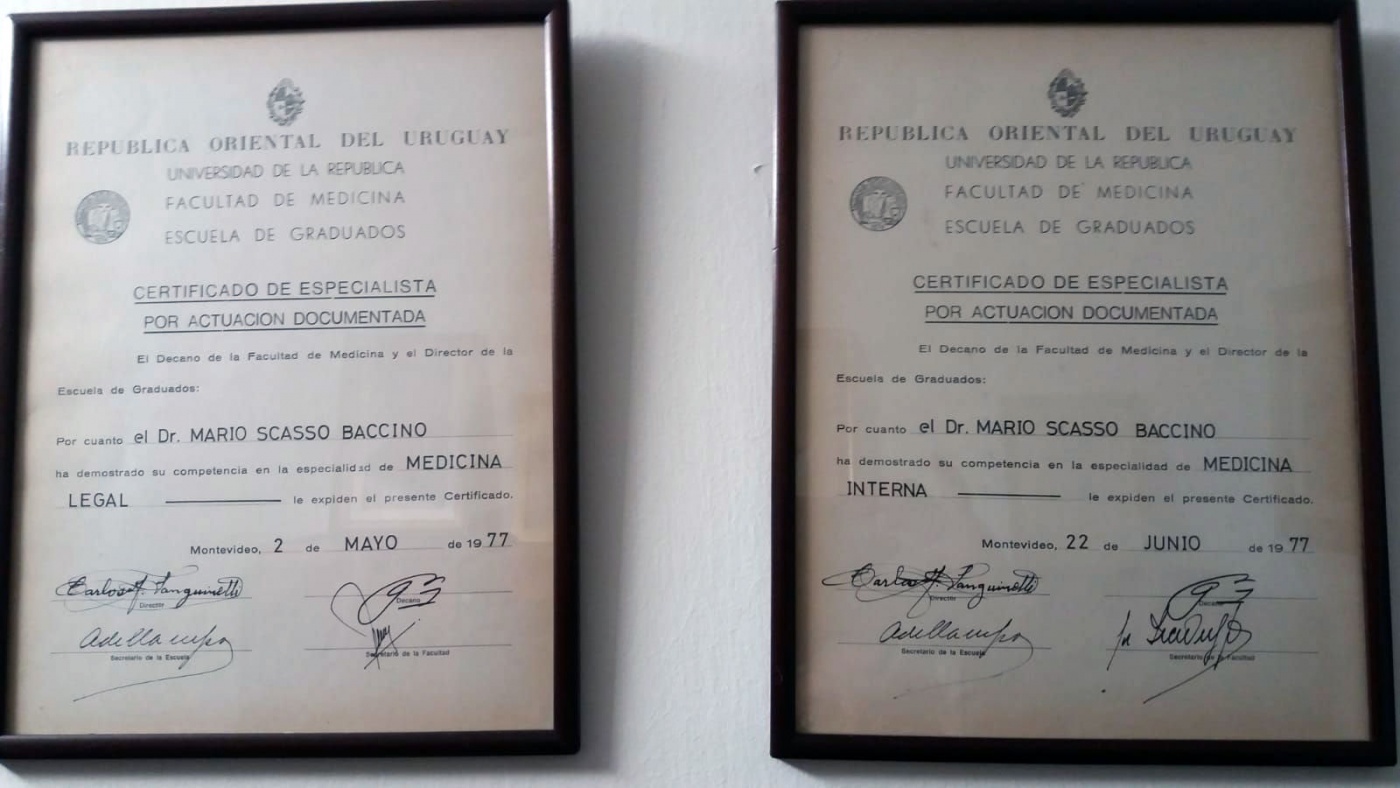 REPUBLICA ORIENTAL DEL URUGUAY
UNIVERSIDAD DE LA REPUBLICA
FACULTAD DE MEDICINA
ESCUELA DE GRADUADOS
CERTIFICADO DE ESPECIALISTA
POR ACTUACION DOCUMENTADA
El Decano de la Facultad de Medicina y el Director de la
Escuela de Graduados:
Por cuanto el Dr. MARIO SCASSO BACCINO
ha demostrado su competencia en la especialidad de MEDICINA
LEGAL le expiden el presente Certificado.
Montevideo, 2 de MAYO de 1977
Carlos A. Sanguinetti
Director
Decano
Secretario de la Escuela
Secretario de la Facultad
REPUBLICA ORIENTAL DEL URUGUAY
UNIVERSIDAD DE LA REPUBLICA
FACULTAD DE MEDICINA
ESCUELA DE GRADUADOS
CERTIFICADO DE ESPECIALISTA
POR ACTUACION DOCUMENTADA
El Decano de la Facultad de Medicina y el Director de la
Escuela de Graduados:
Por cuanto el Dr. MARIO SCASSO BACCINO
ha demostrado su competencia en la especialidad de MEDICINA
INTERNA le expiden el presente Certificado.
Montevideo, 22 de JUNIO de 1977
Carlos A. Sanguinetti
Director
Decano
Secretario de la Escuela
Secretario de la Facultad